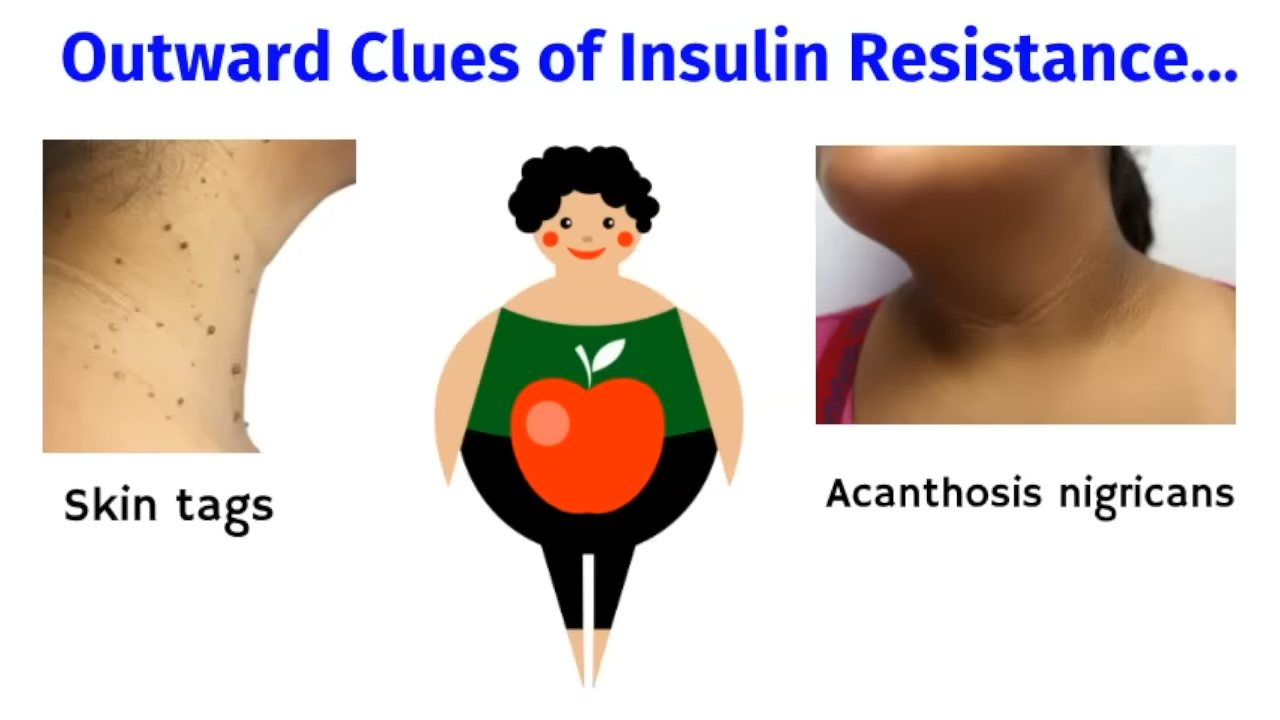 Outward Clues of Insulin Resistance...
Skin tags
Acanthosis nigricans